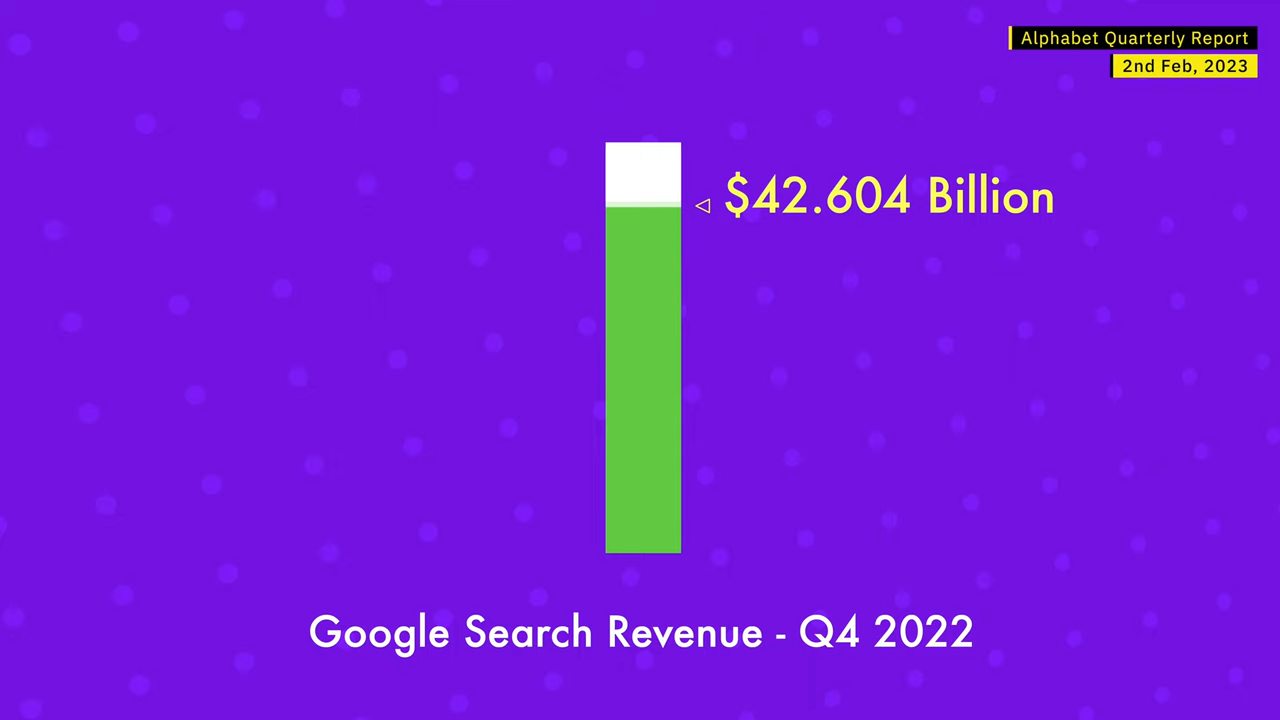 Alphabet Quarterly Report
2nd Feb, 2023
$42.604 Billion
Google Search Revenue - Q4 2022